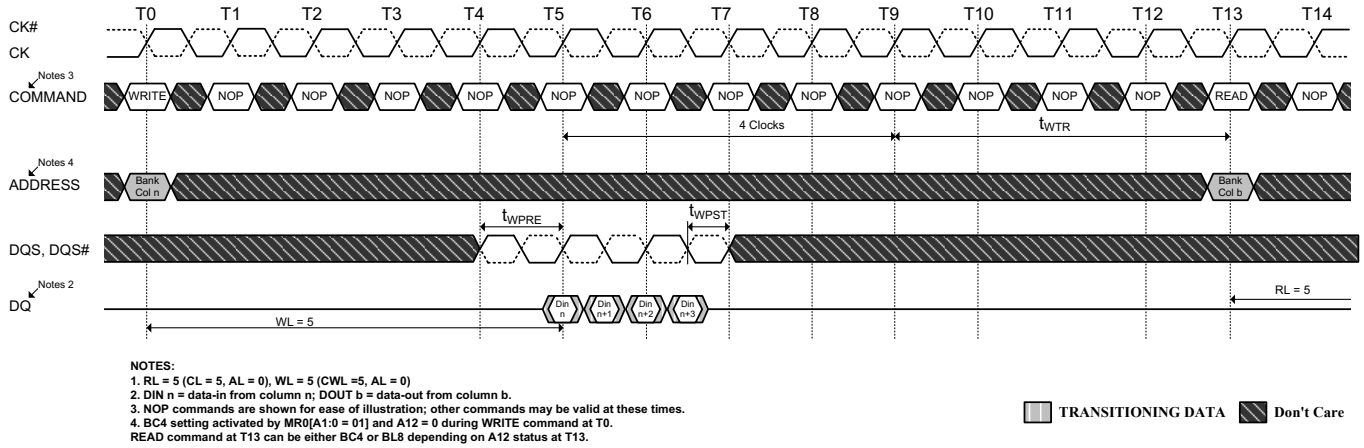 T0 T1 T2 T3 T4 T5 T6 T7 T8 T9 T10 T11 T12 T13 T14
CK#
CK
Notes 3
COMMAND WRITE NOP NOP NOP NOP NOP NOP NOP NOP NOP NOP NOP NOP READ NOP
4 Clocks tWTR
Notes 4
ADDRESS Bank Col n Bank Col b
tWPRE tWPST
DQS, DQS#
Notes 2
DQ Din n Din n+1 Din n+2 Din n+3
RL = 5
WL = 5
NOTES:
1. RL = 5 (CL = 5, AL = 0), WL = 5 (CWL =5, AL = 0)
2. DIN n = data-in from column n; DOUT b = data-out from column b.
3. NOP commands are shown for ease of illustration; other commands may be valid at these times.
4. BC4 setting activated by MR0[A1:0 = 01] and A12 = 0 during WRITE command at T0.
READ command at T13 can be either BC4 or BL8 depending on A12 status at T13.
TRANSITIONING DATA Don't Care